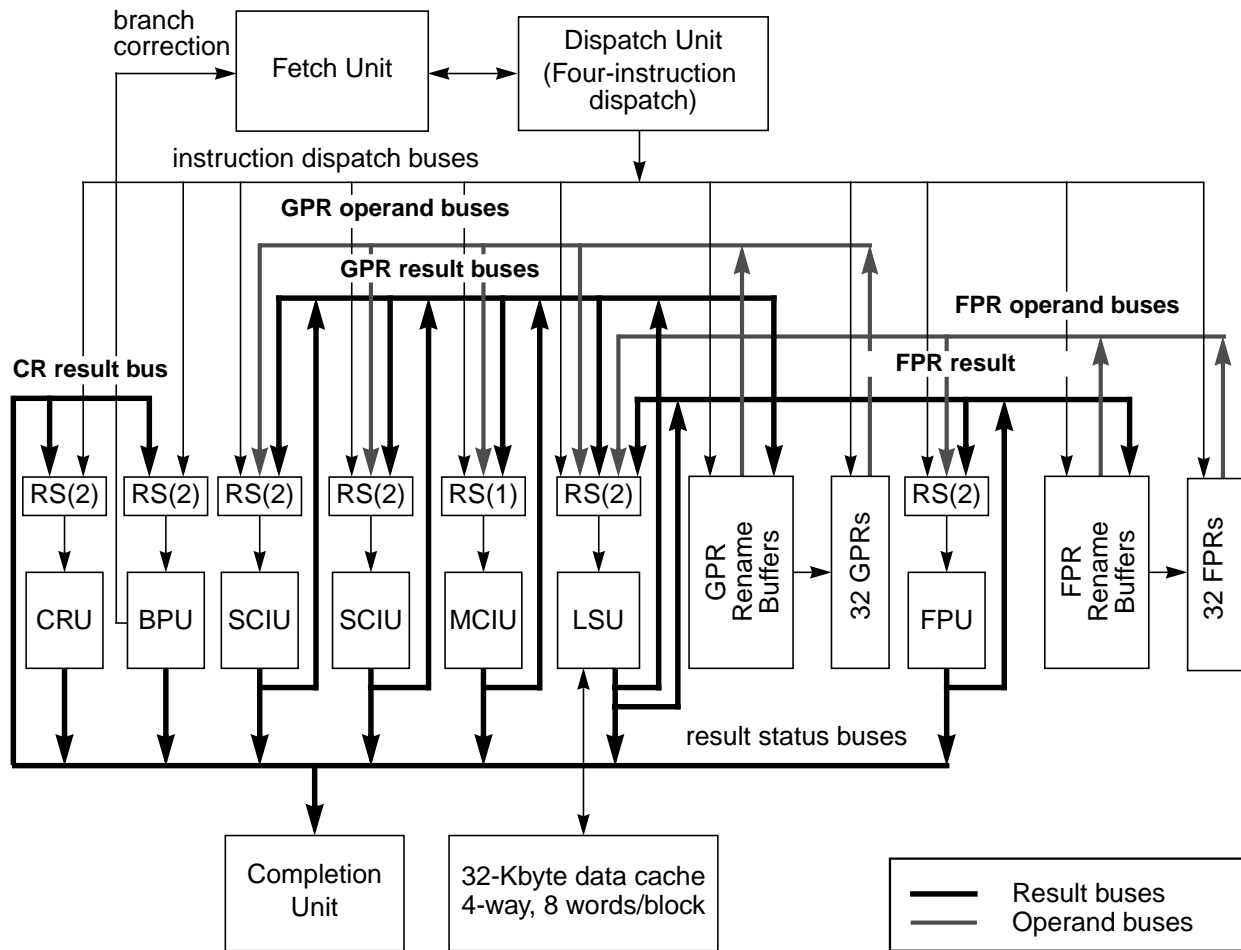 branch
correction
Fetch Unit
Dispatch Unit
(Four-instruction
dispatch)
instruction dispatch buses
GPR operand buses
GPR result buses
FPR operand buses
CR result bus
FPR result
RS(2)
RS(2)
RS(2)
RS(2)
RS(1)
RS(2)
RS(2)
GPR
Rename
Buffers
32 GPRs
FPR
Rename
Buffers
32 FPRs
CRU
BPU
SCIU
SCIU
MCIU
LSU
FPU
result status buses
Completion
Unit
32-Kbyte data cache
4-way, 8 words/block
Result buses
Operand buses